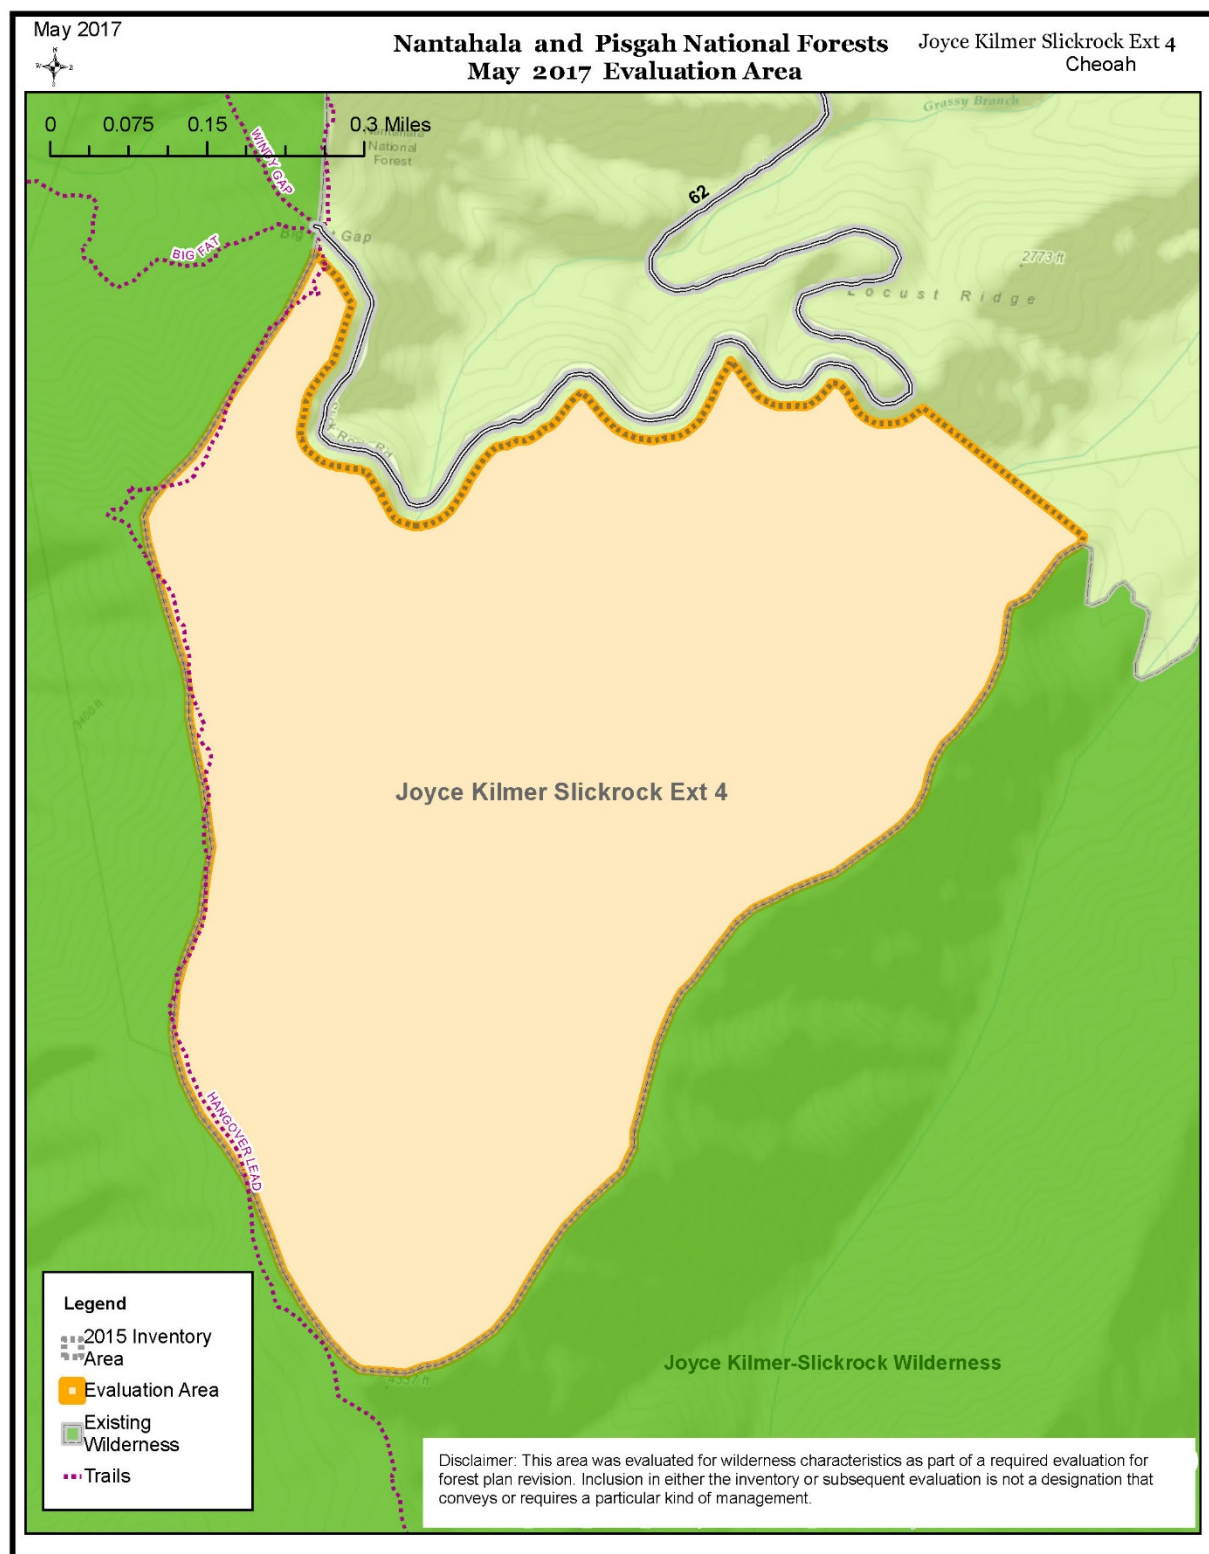 May 2017
N
W
E
S
Nantahala and Pisgah National Forests
May 2017 Evaluation Area
Joyce Kilmer Slickrock Ext 4
Cheoah
0 0.075 0.15 0.3 Miles
National
Forest
Grassy Branch
WINDY GAP
BIG FAT
Gap
62
2773 ft
Locust Ridge
Rd
3480 ft
Joyce Kilmer Slickrock Ext 4
HANGOVER LEAD
Joyce Kilmer-Slickrock Wilderness
Legend
2015 Inventory
Area
Evaluation Area
Existing
Wilderness
Trails
Disclaimer: This area was evaluated for wilderness characteristics as part of a required evaluation for
forest plan revision. Inclusion in either the inventory or subsequent evaluation is not a designation that
conveys or requires a particular kind of management.